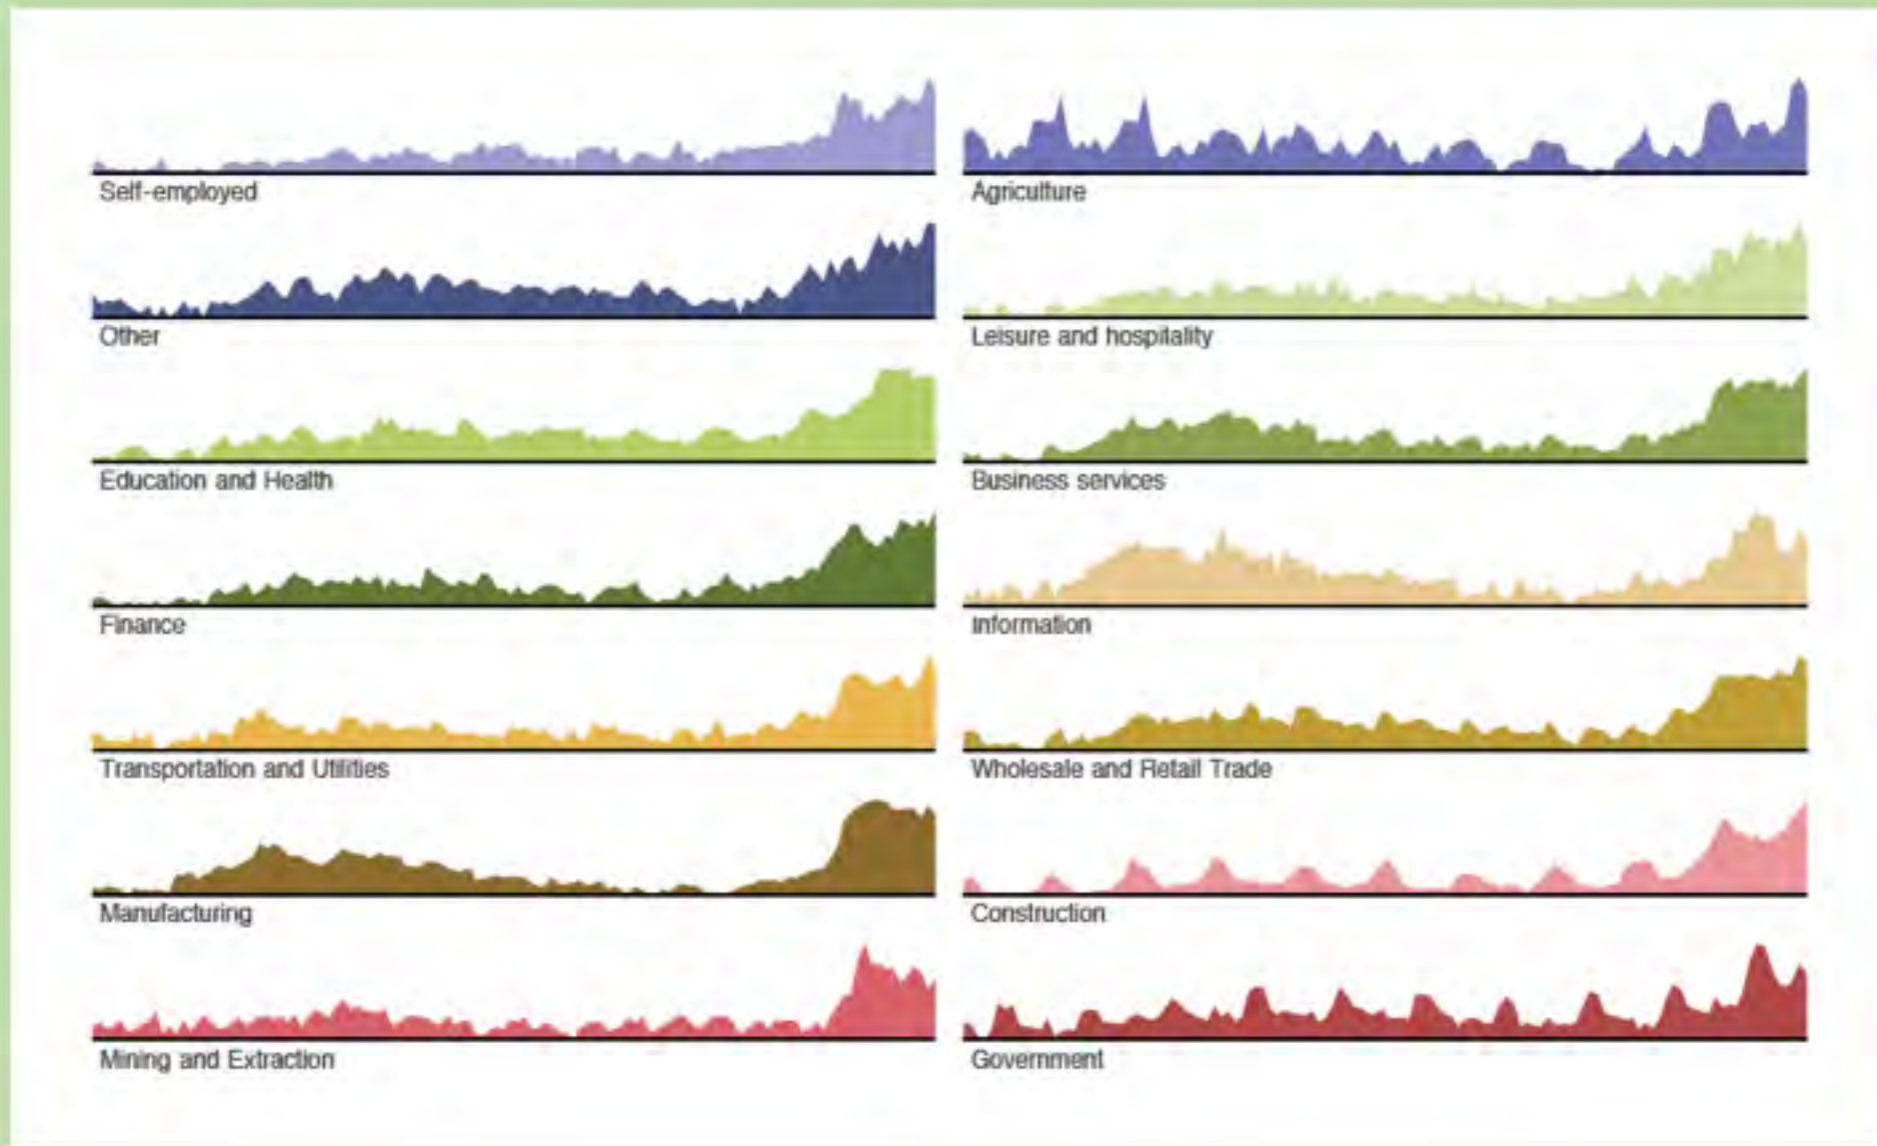 Self-employed
Agriculture
Other
Leisure and hospitality
Education and Health
Business services
Finance
Information
Transportation and Utilities
Wholesale and Retail Trade
Manufacturing
Construction
Mining and Extraction
Government